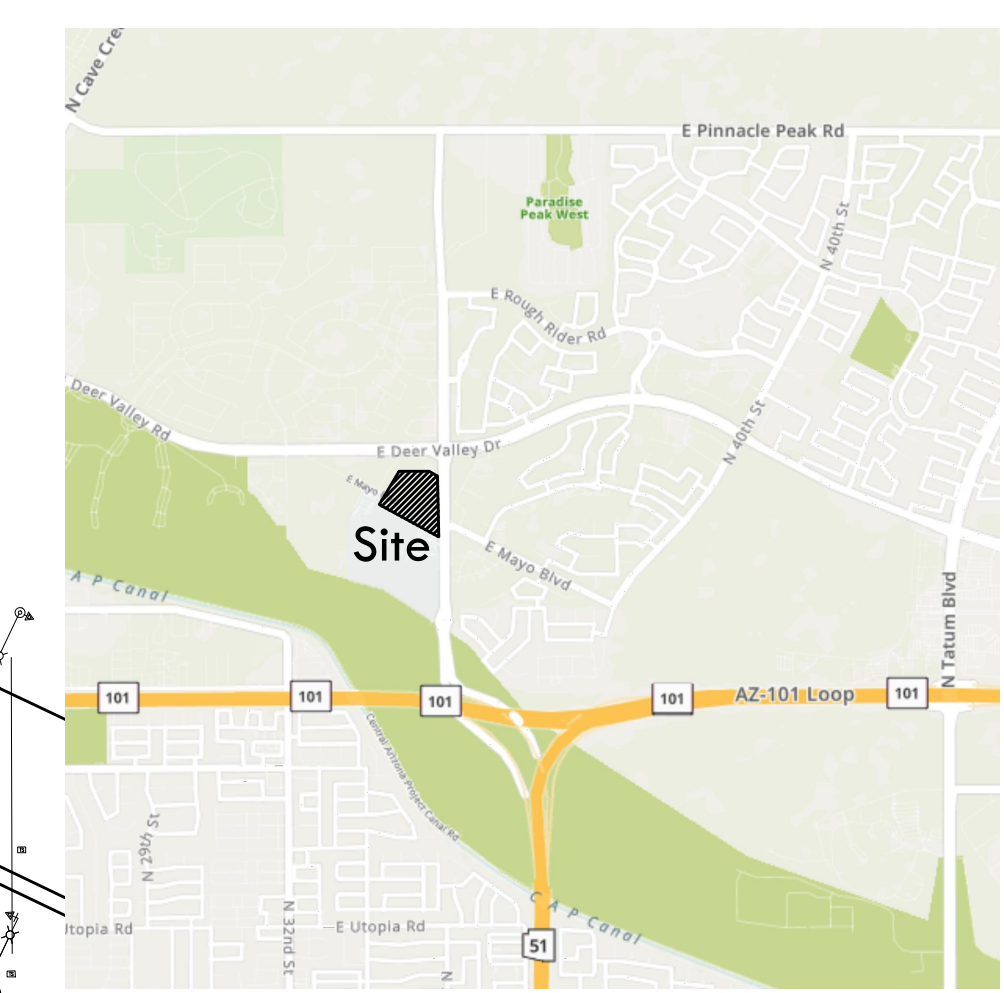 N Cave Cree
E Pinnacle Peak Rd
Paradise
Peak West
N 40th St
E Rough Rider Rd
Deer Valley Rd
E Deer Valley Dr
N 40th St
E Mayo
Site
E Mayo Blvd
A P Canal
N Tatum Blvd
101
101
101
101
AZ-101 Loop
101
Central Arizona Project Canal Rd
N 29th St
C A P Canal
Jtopia Rd
N 32nd St
E Utopia Rd
51
N